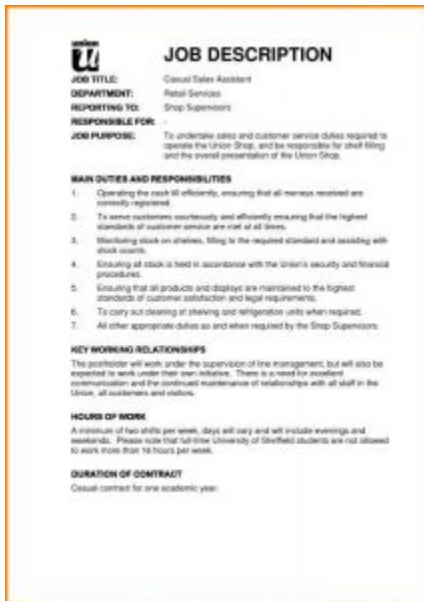 union
u
JOB DESCRIPTION
JOB TITLE: Casual Sales Assistant
DEPARTMENT: Retail Services
REPORTING TO: Shop Supervisors
RESPONSIBLE FOR: -
JOB PURPOSE: To undertake sales and customer service duties required to
operate the Union Shop, and be responsible for shelf filling
and the overall presentation of the Union Shop.
MAIN DUTIES AND RESPONSIBILITIES
1. Operating the cash till efficiently, ensuring that all moneys received are
correctly registered.
2. To serve customers courteously and efficiently ensuring that the highest
standards of customer service are met at all times.
3. Monitoring stock on shelves, filling to the required standard and assisting with
stock counts.
4. Ensuring all stock is held in accordance with the Union's security and financial
procedures.
5. Ensuring that all products and displays are maintained to the highest
standards of customer satisfaction and legal requirements.
6. To carry out cleaning of shelving and refrigeration units when required.
7. All other appropriate duties as and when required by the Shop Supervisors.
KEY WORKING RELATIONSHIPS
The postholder will work under the supervision of line management, but will also be
expected to work under their own initiative. There is a need for excellent
communication and the continued maintenance of relationships with all staff in the
Union, all customers and visitors.
HOURS OF WORK
A minimum of two shifts per week, days will vary and will include evenings and
weekends. Please note that full-time University of Sheffield students are not allowed
to work more than 16 hours per week.
DURATION OF CONTRACT
Casual contract for one academic year.